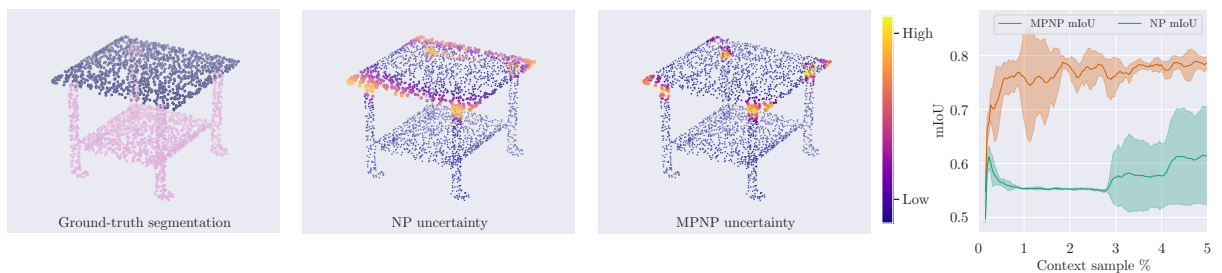 Ground-truth segmentation
NP uncertainty
MPNP uncertainty
High
Low
MPNP mIoU
NP mIoU
0.8
0.7
0.6
0.5
mIoU
0 1 2 3 4 5
Context sample %